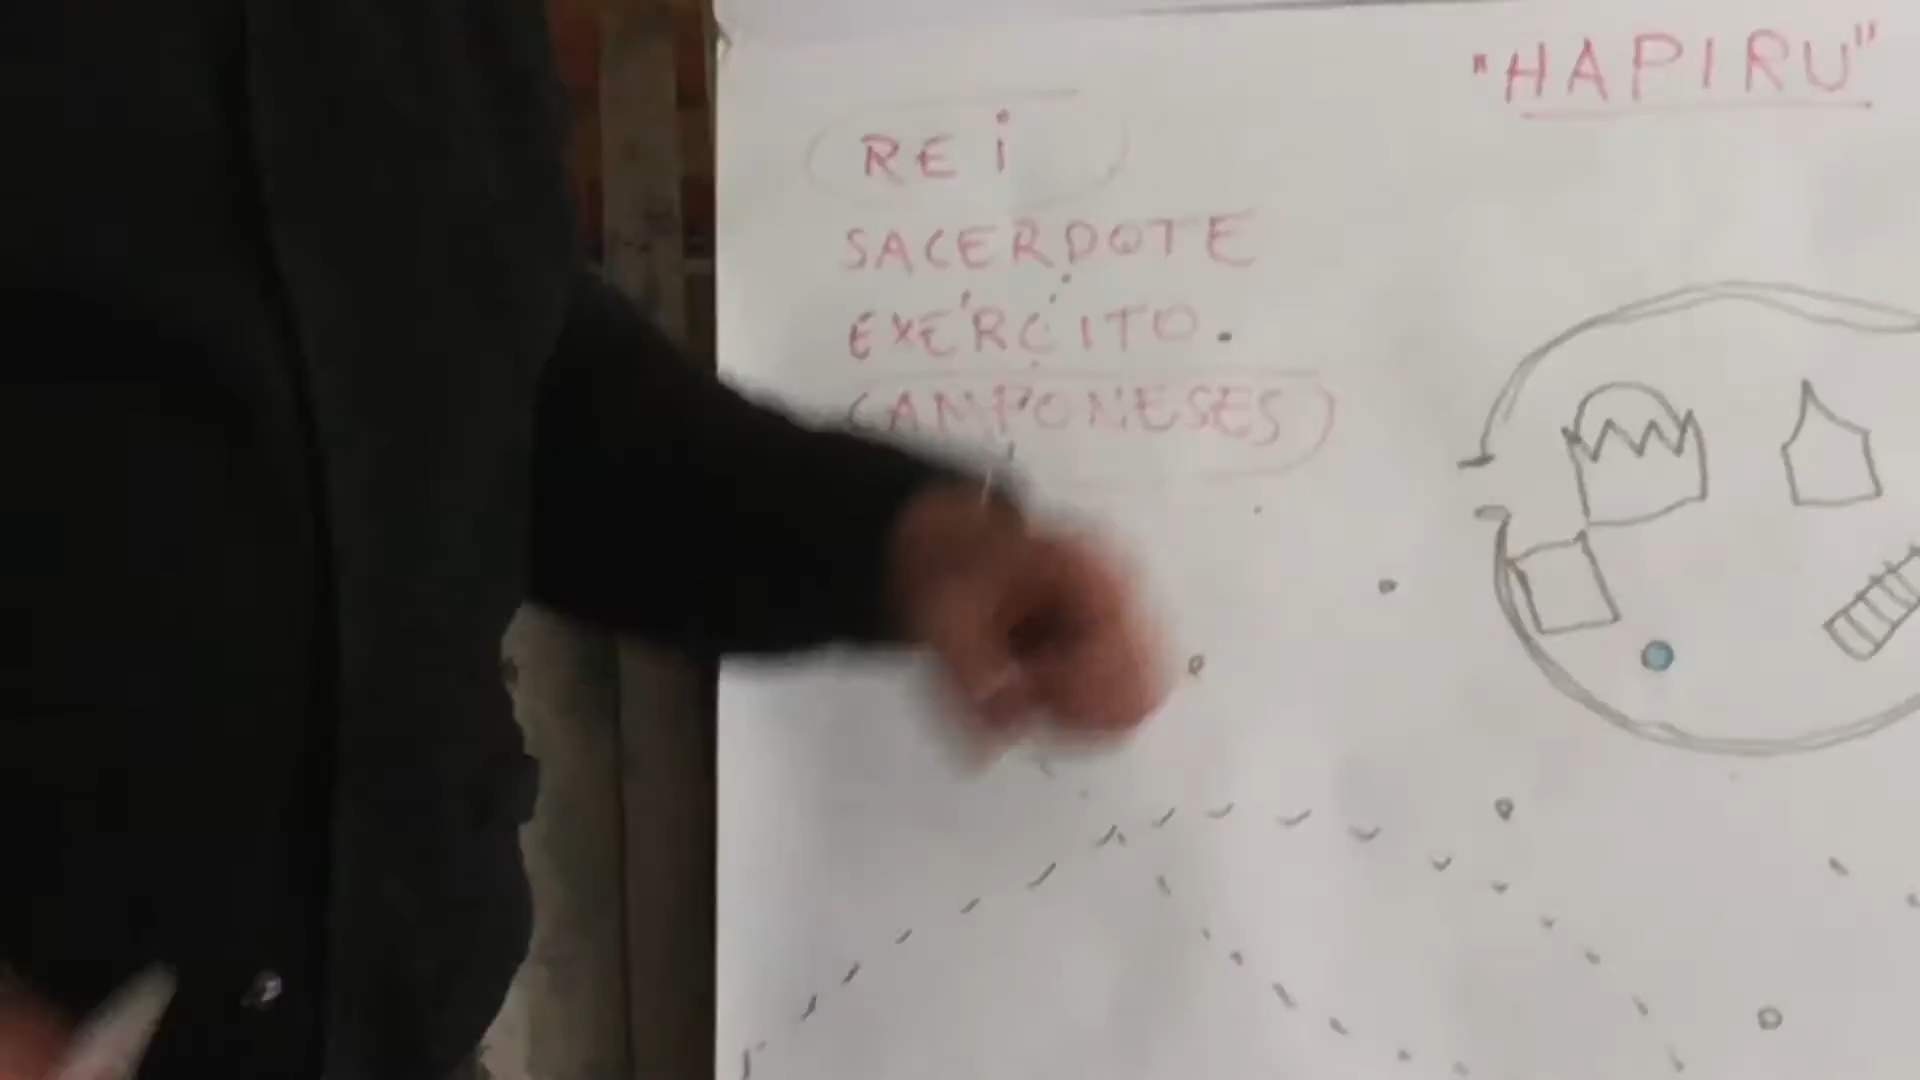 "HAPIRU"
REI
SACERDOTE
EXÉRCITO.
CAMPONESES